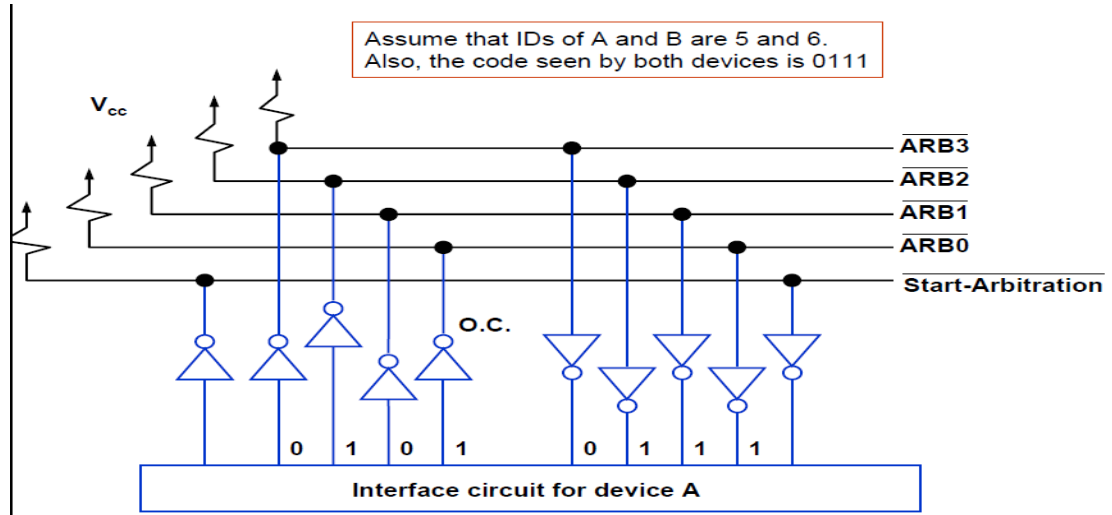 Assume that IDs of A and B are 5 and 6.
Also, the code seen by both devices is 0111
Vcc
ARB3
ARB2
ARB1
ARB0
Start-Arbitration
O.C.
0 1 0 1 0 1 1 1
Interface circuit for device A